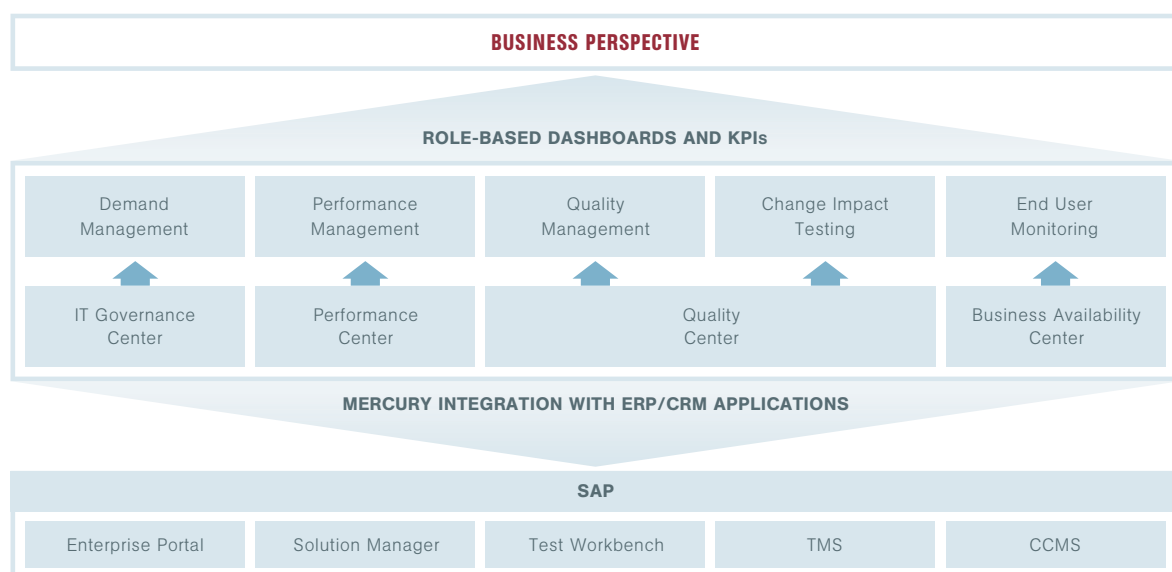 BUSINESS PERSPECTIVE
ROLE-BASED DASHBOARDS AND KPIs
Demand
Management
Performance
Management
Quality
Management
Change Impact
Testing
End User
Monitoring
IT Governance
Center
Performance
Center
Quality
Center
Business Availability
Center
MERCURY INTEGRATION WITH ERP/CRM APPLICATIONS
SAP
Enterprise Portal
Solution Manager
Test Workbench
TMS
CCMS